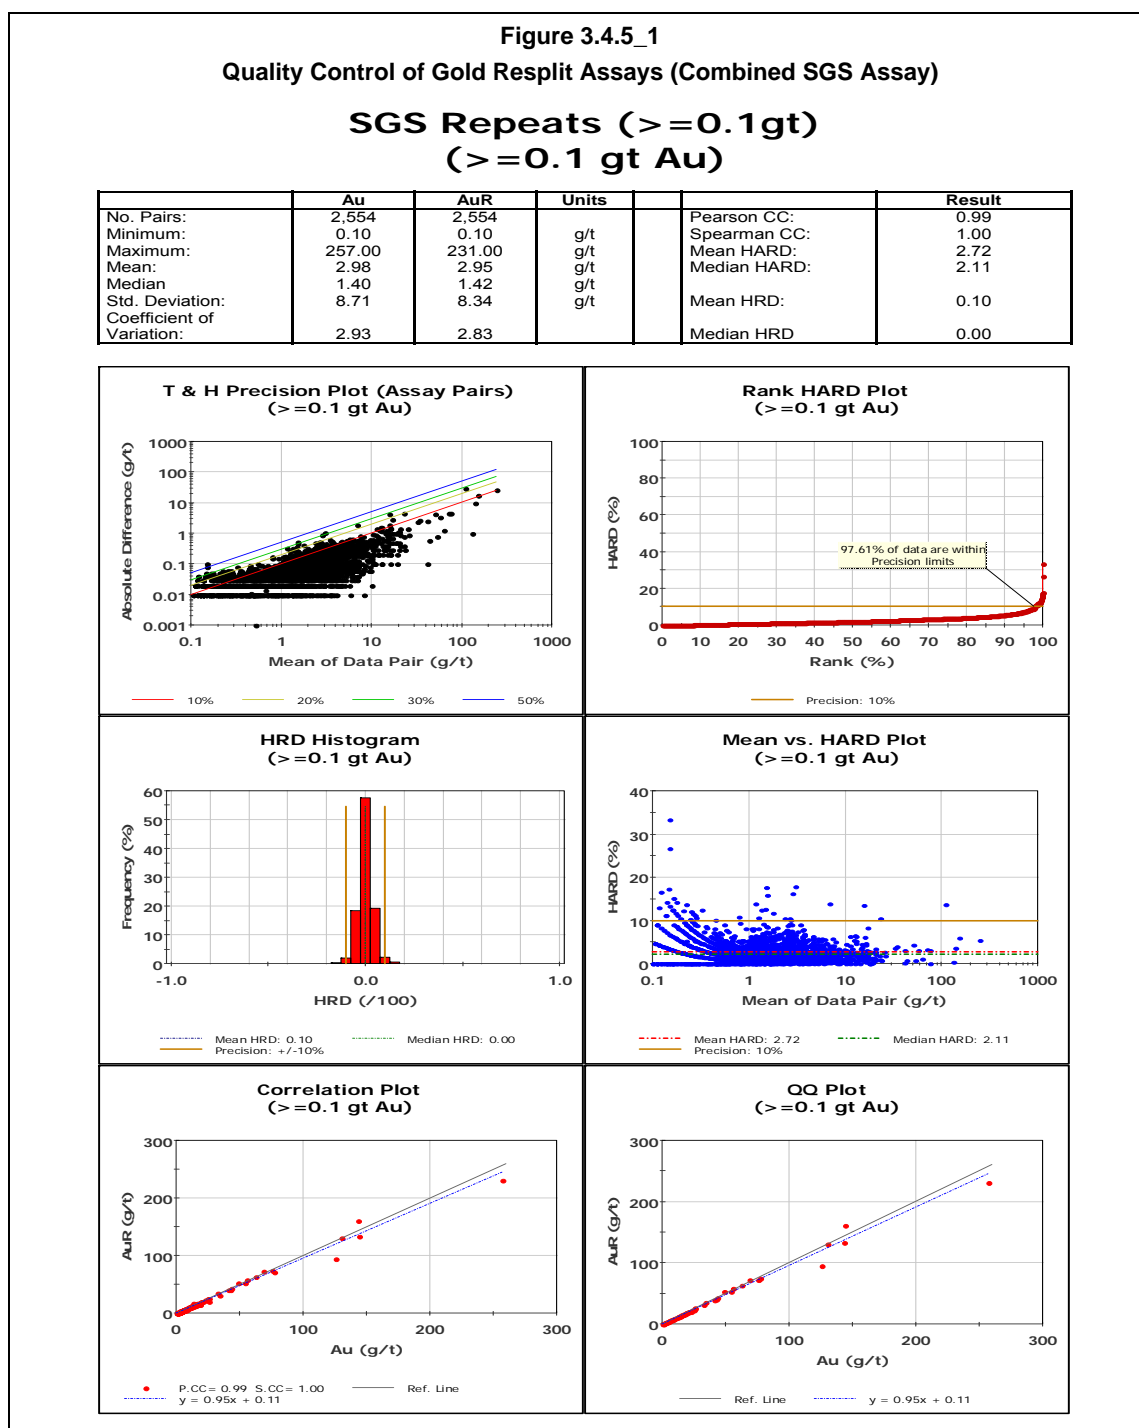 Figure 3.4.5_1
Quality Control of Gold Resplit Assays (Combined SGS Assay)
SGS Repeats (>=0.1gt)
(>=0.1 gt Au)
Au AuR Units Result
No. Pairs: 2,554 2,554 Pearson CC: 0.99
Minimum: 0.10 0.10 g/t Spearman CC: 1.00
Maximum: 257.00 231.00 g/t Mean HARD: 2.72
Mean: 2.98 2.95 g/t Median HARD: 2.11
Median 1.40 1.42 g/t
Std. Deviation: 8.71 8.34 g/t Mean HRD: 0.10
Coefficient of
Variation: 2.93 2.83 Median HRD 0.00
T & H Precision Plot (Assay Pairs)
(>=0.1 gt Au)
Absolute Difference (g/t)
1000
100
10
1
0.1
0.01
0.001
0.1 1 10 100 1000
Mean of Data Pair (g/t)
10% 20% 30% 50%
Rank HARD Plot
(>=0.1 gt Au)
HARD (%)
100
80
60
40
20
0
97.61% of data are within
Precision limits
0 10 20 30 40 50 60 70 80 90 100
Rank (%)
Precision: 10%
HRD Histogram
(>=0.1 gt Au)
Frequency (%)
60
50
40
30
20
10
0
-1.0 0.0 1.0
HRD (/100)
Mean HRD: 0.10 Median HRD: 0.00
Precision: +/-10%
Mean vs. HARD Plot
(>=0.1 gt Au)
HARD (%)
40
30
20
10
0
0.1 1 10 100 1000
Mean of Data Pair (g/t)
Mean HARD: 2.72 Median HARD: 2.11
Precision: 10%
Correlation Plot
(>=0.1 gt Au)
AuR (g/t)
300
200
100
0
0 100 200 300
Au (g/t)
P.CC= 0.99 S.CC= 1.00 Ref. Line
y = 0.95x + 0.11
QQ Plot
(>=0.1 gt Au)
AuR (g/t)
300
200
100
0
0 100 200 300
Au (g/t)
Ref. Line y = 0.95x + 0.11